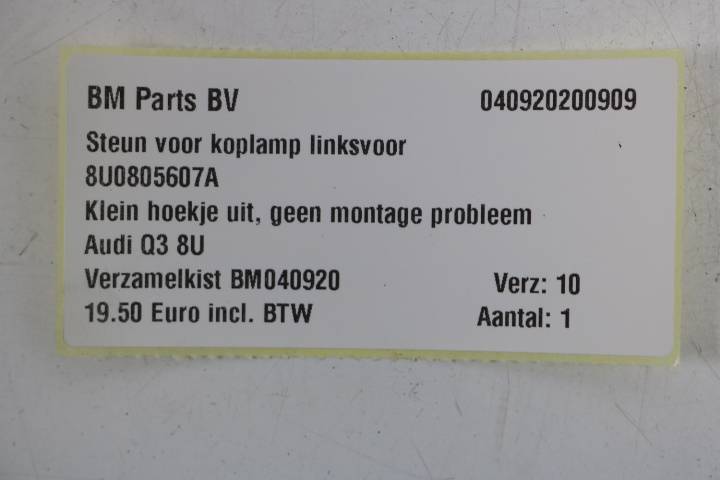 BM Parts BV 040920200909
Steun voor koplamp linksvoor
8U0805607A
Klein hoekje uit, geen montage probleem
Audi Q3 8U
Verzamelkist BM040920 Verz: 10
19.50 Euro incl. BTW Aantal: 1